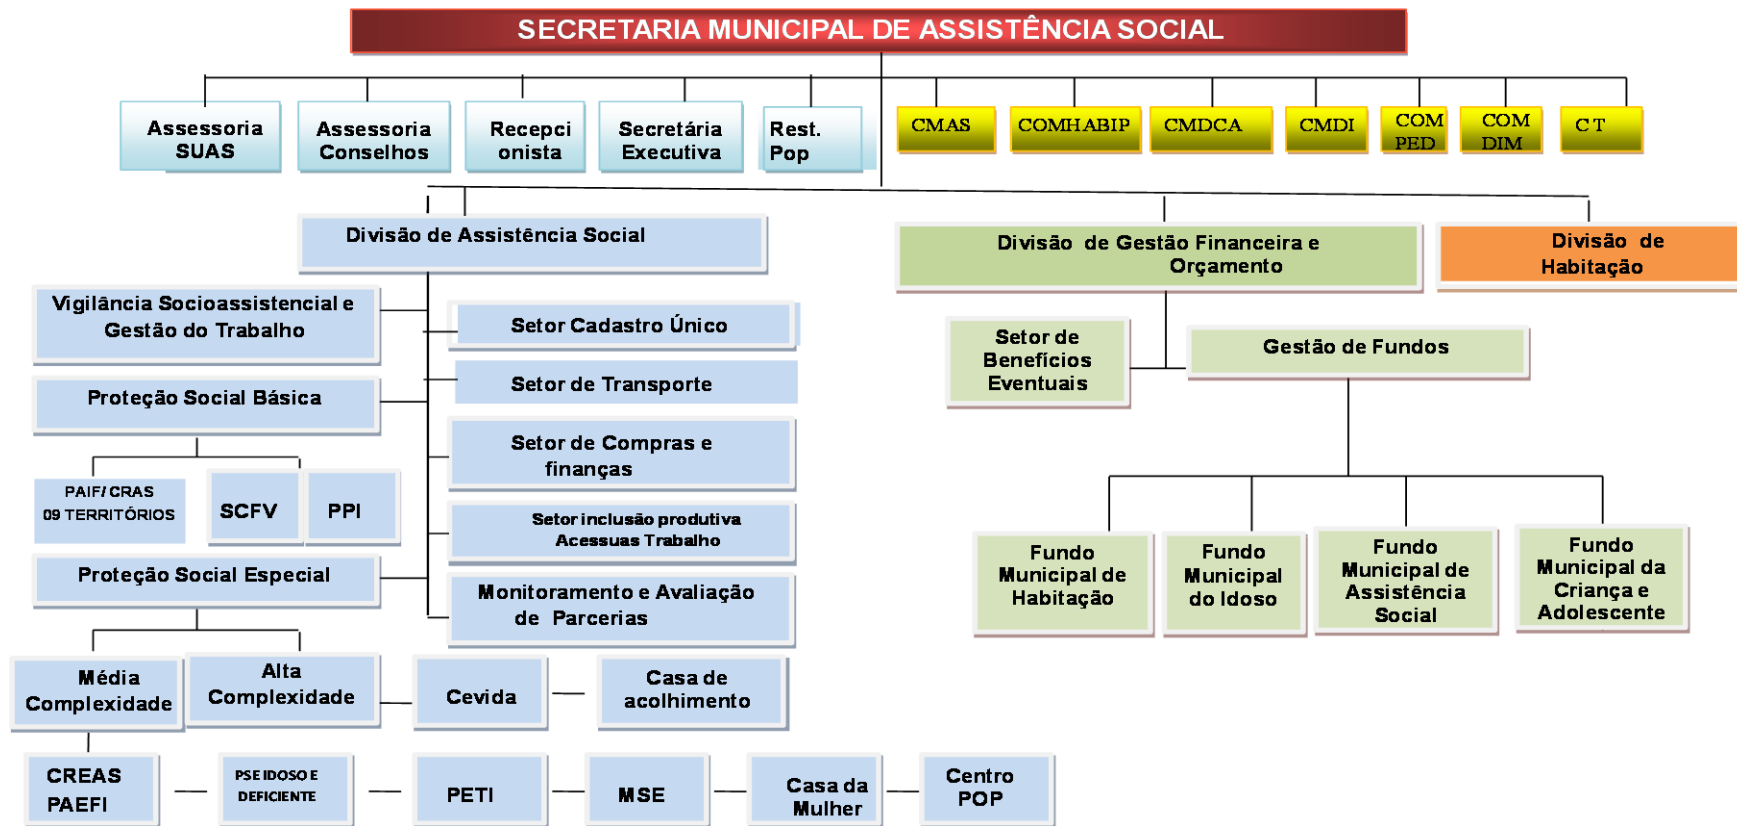 SECRETARIA MUNICIPAL DE ASSISTÊNCIA SOCIAL
Assessoria
SUAS
Assessoria
Conselhos
Recepci
onista
Secretária
Executiva
Rest.
Pop
CMAS
COMHABIP
CMDCA
CMDI
COM
PED
COM
DIM
C T
Divisão de Assistência Social
Divisão de Gestão Financeira e
Orçamento
Divisão de
Habitação
Vigilância Socioassistencial e
Gestão do Trabalho
Setor Cadastro Único
Setor de
Benefícios
Eventuais
Gestão de Fundos
Setor de Transporte
Proteção Social Básica
Setor de Compras e
finanças
PAIF/ CRAS
09 TERRITÓRIOS
SCFV
PPI
Setor inclusão produtiva
Acessuas Trabalho
Fundo
Municipal de
Habitação
Fundo
Municipal
do Idoso
Fundo
Municipal de
Assistência
Social
Fundo
Municipal da
Criança e
Adolescente
Proteção Social Especial
Monitoramento e Avaliação
de Parcerias
Média
Complexidade
Alta
Complexidade
Cevida
Casa de
acolhimento
CREAS
PAEFI
PSE IDOSO E
DEFICIENTE
PETI
MSE
Casa da
Mulher
Centro
POP